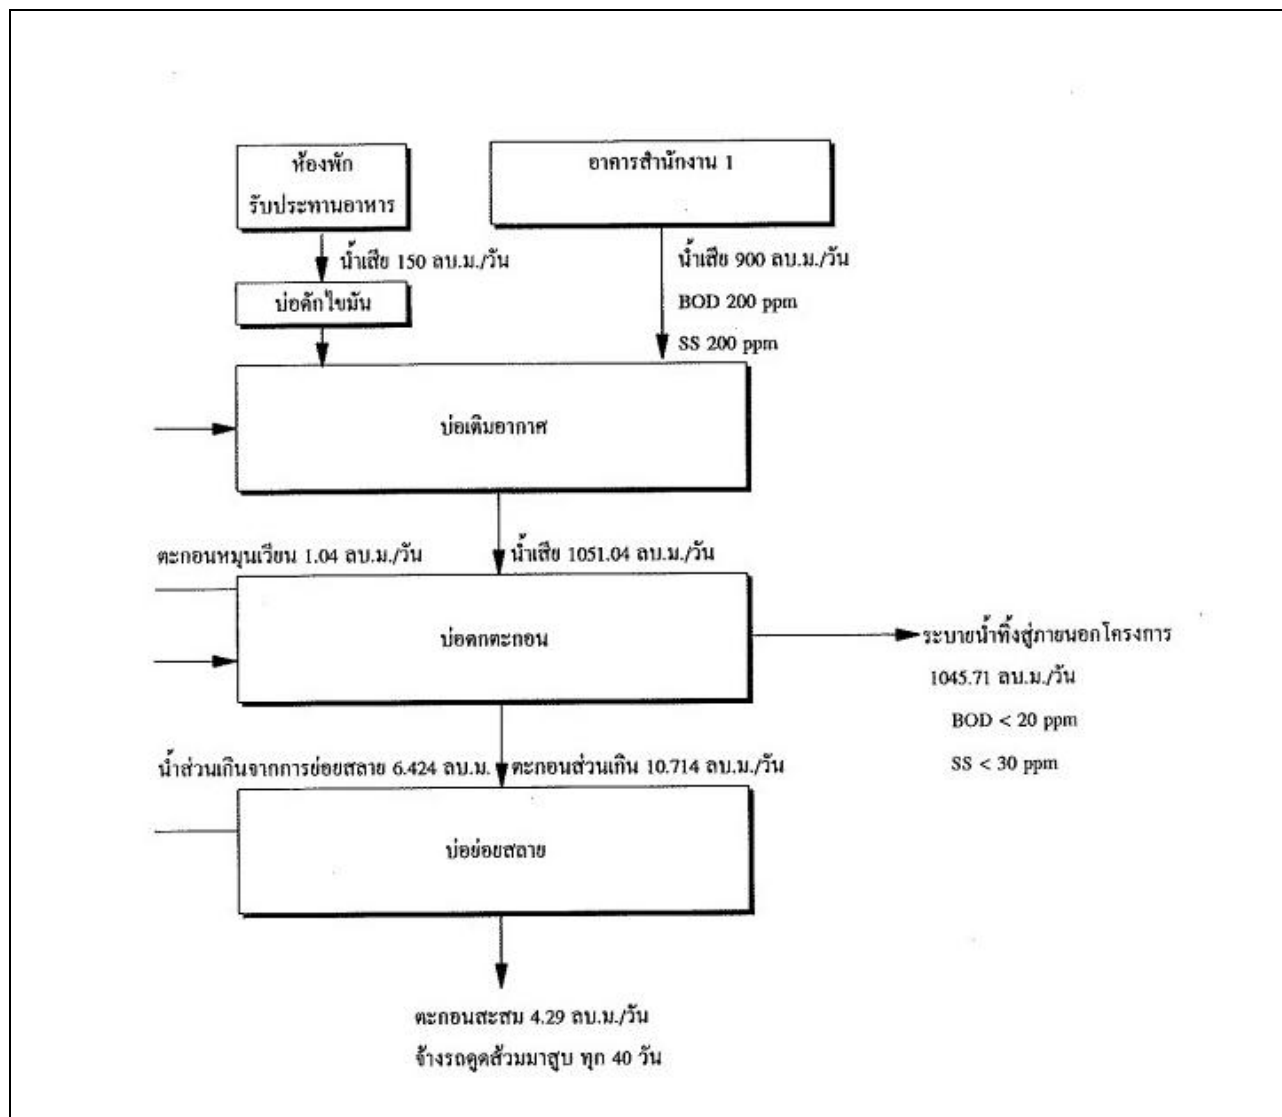 ห้องพัก
รับประทานอาหาร
อาคารสำนักงาน 1
น้ำเสีย 150 ลบ.ม./วัน
น้ำเสีย 900 ลบ.ม./วัน
BOD 200 ppm
SS 200 ppm
บ่อดักไขมัน
บ่อเติมอากาศ
ตะกอนหมุนเวียน 1.04 ลบ.ม./วัน
น้ำเสีย 1051.04 ลบ.ม./วัน
บ่อตกตะกอน
ระบายน้ำทิ้งสู่ภายนอกโครงการ
1045.71 ลบ.ม./วัน
BOD < 20 ppm
SS < 30 ppm
น้ำส่วนเกินจากการย่อยสลาย 6.424 ลบ.ม.
ตะกอนส่วนเกิน 10.714 ลบ.ม./วัน
บ่อย่อยสลาย
ตะกอนสะสม 4.29 ลบ.ม./วัน
จ้างรถดูดส้วมมาสูบ ทุก 40 วัน